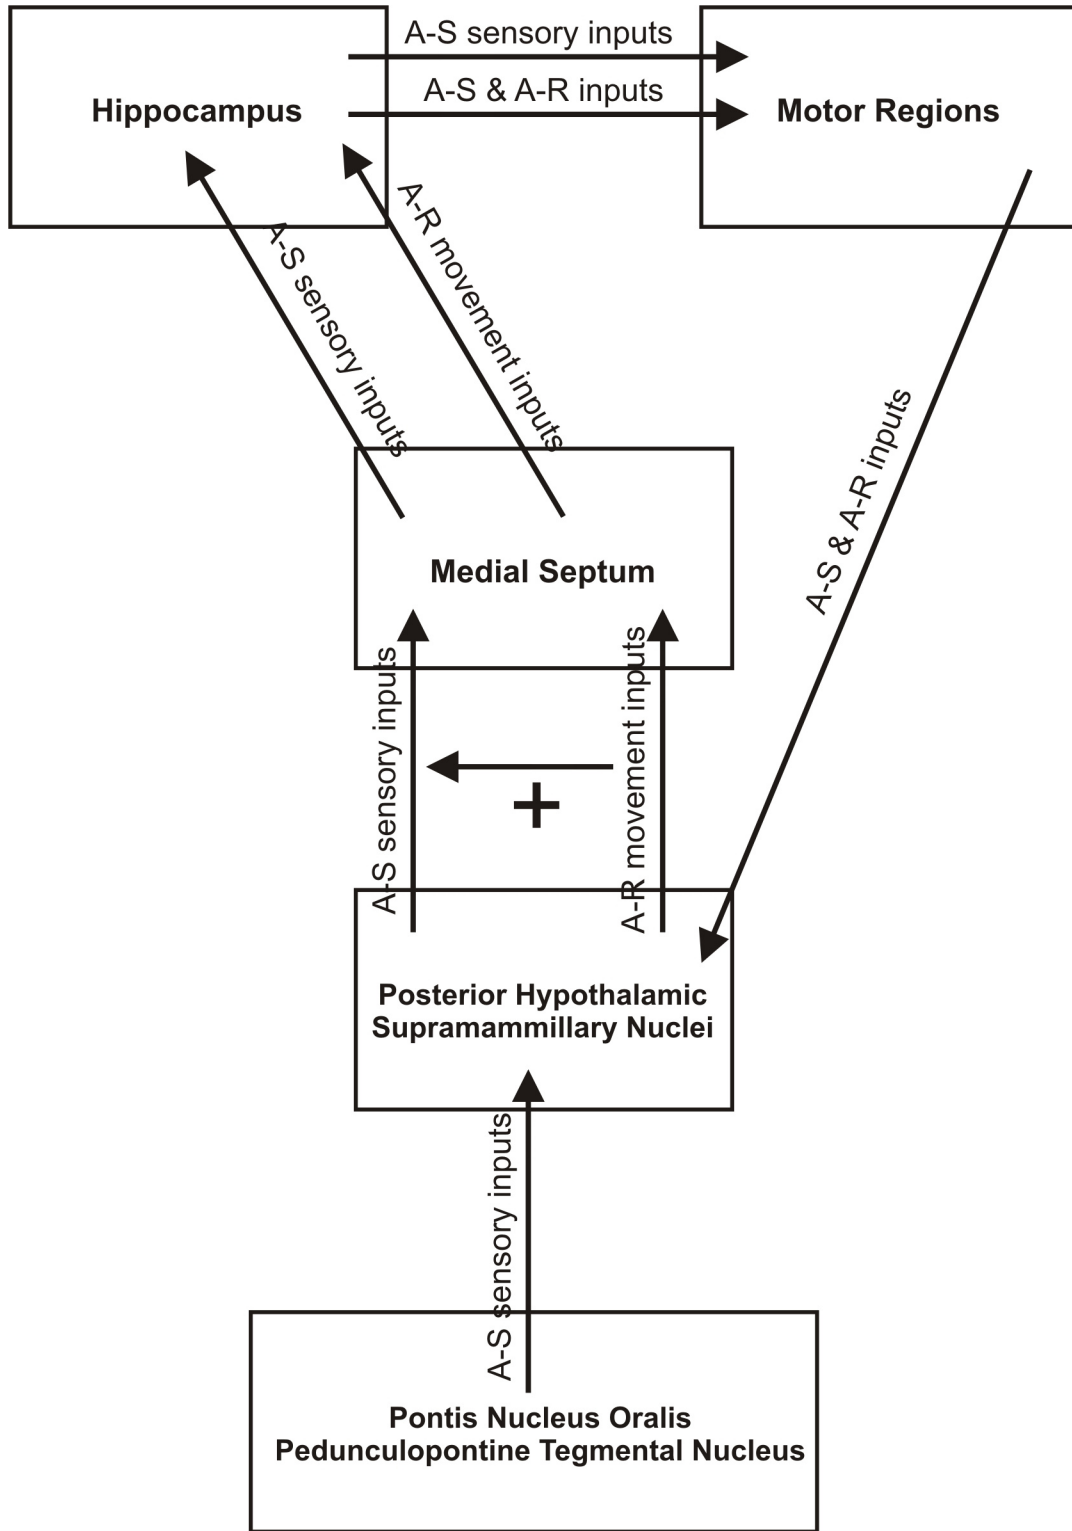 A-S sensory inputs
A-S & A-R inputs
Hippocampus
Motor Regions
A-R movement inputs
A-S sensory inputs
A-S & A-R inputs
Medial Septum
A-S sensory inputs
A-R movement inputs
+
Posterior Hypothalamic
Supramammillary Nuclei
A-S sensory inputs
Pontis Nucleus Oralis
Pedunculopontine Tegmental Nucleus